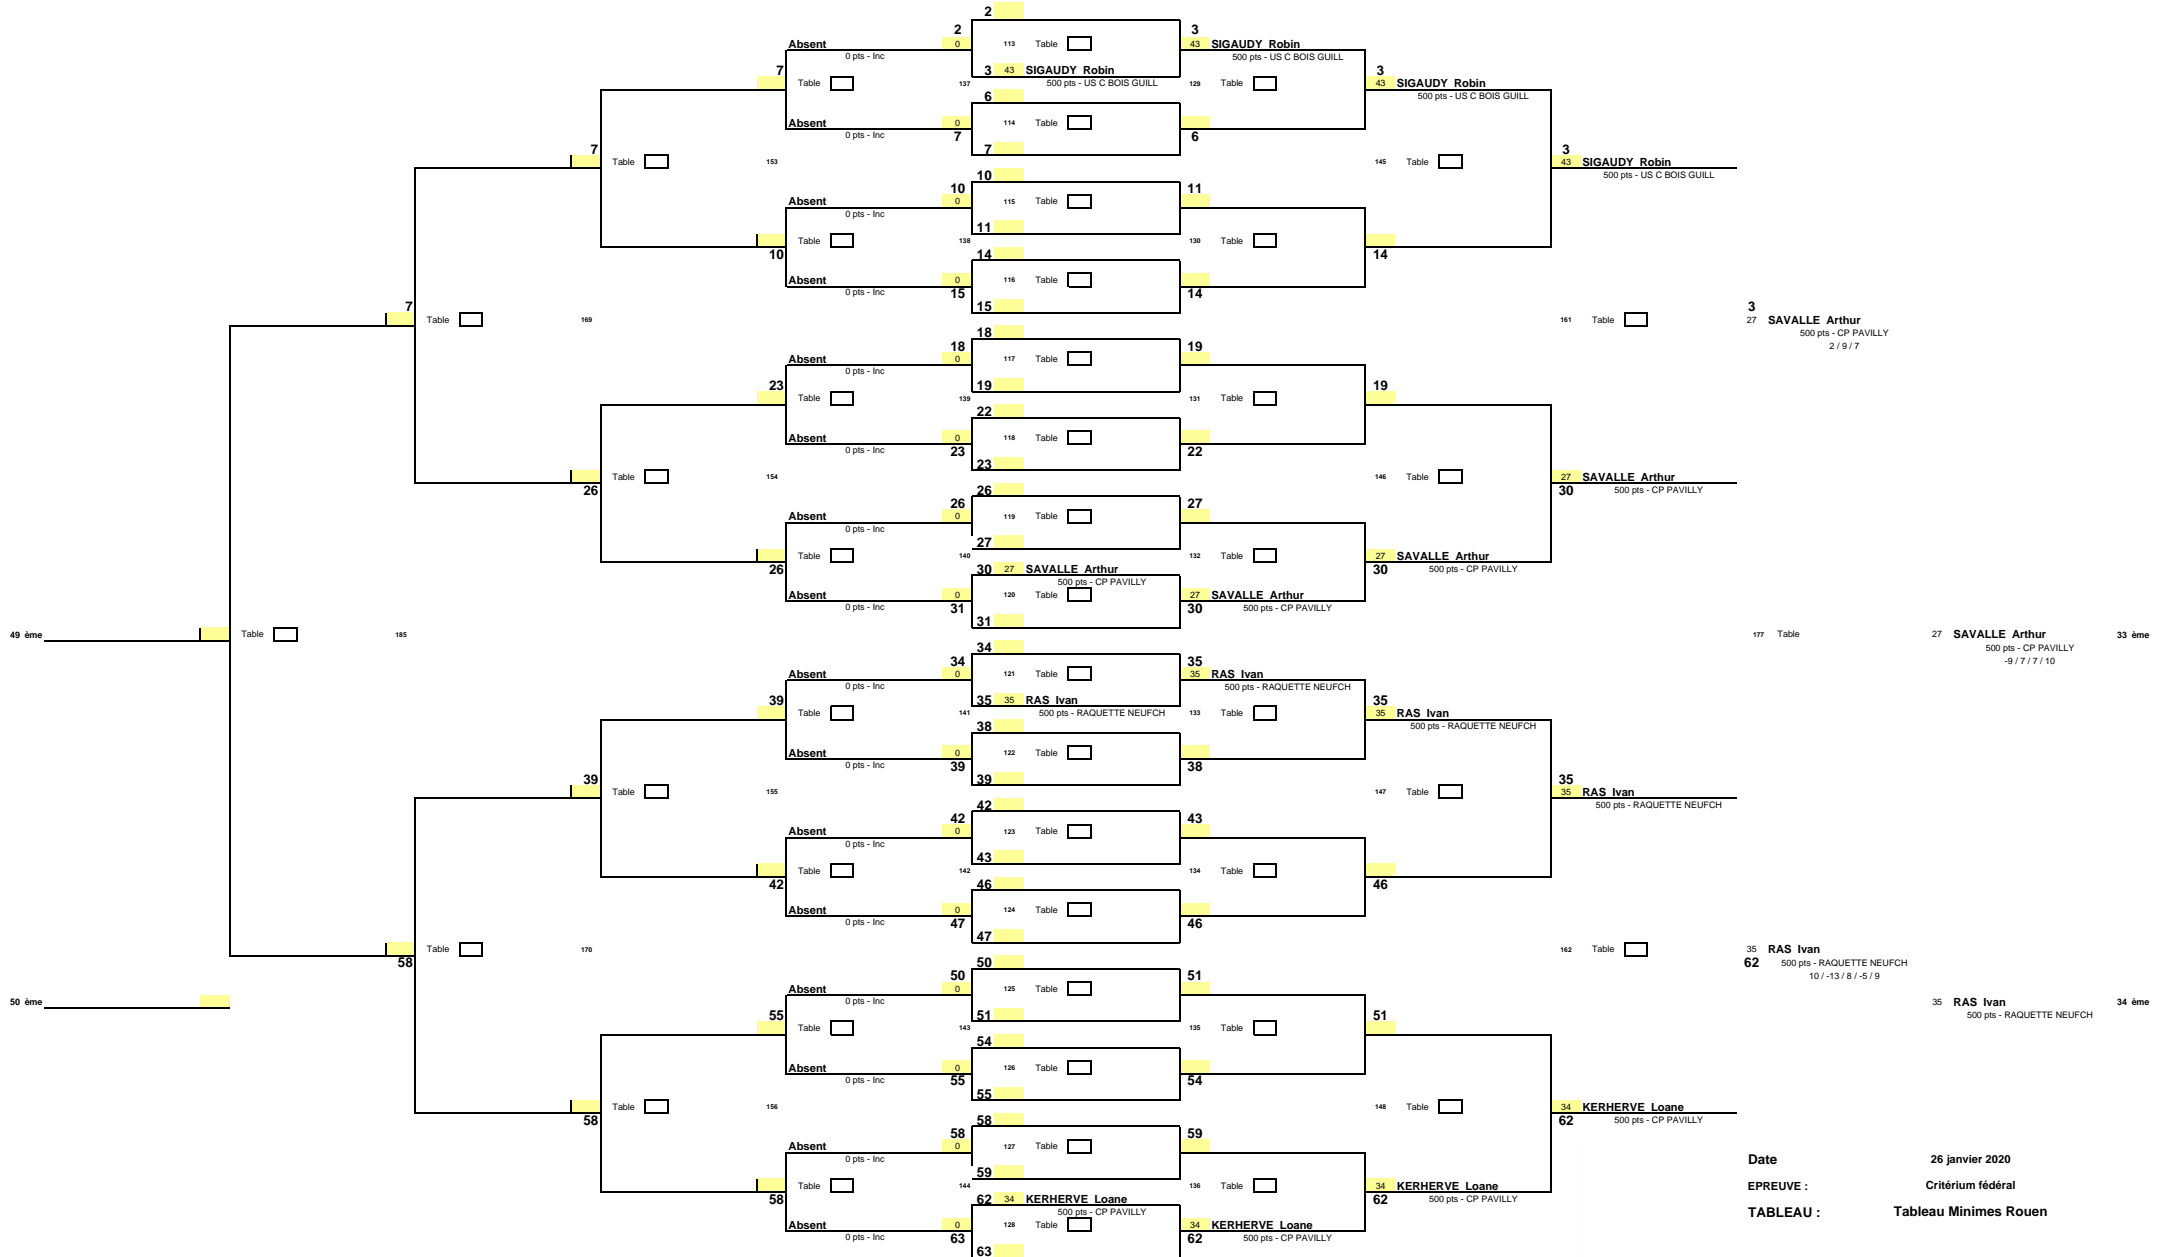 2
2
3
Absent
0
113 Table
43 SIGAUDY Robin
0 pts - Inc
500 pts - US C BOIS GUILL
7
3 43 SIGAUDY Robin
3
Table
137
500 pts - US C BOIS GUILL
129 Table
43 SIGAUDY Robin
500 pts - US C BOIS GUILL
6
Absent
0
114 Table
0 pts - Inc
7
6
7
7
3
Table
153
145 Table
43 SIGAUDY Robin
500 pts - US C BOIS GUILL
10
10
11
Absent
0
115 Table
0 pts - Inc
11
Table
138
130 Table
10
14
14
Absent
0
116 Table
0 pts - Inc
15
14
15
7
3
Table
169
161 Table
27 SAVALLE Arthur
500 pts - CP PAVILLY
2 / 9 / 7
18
18
19
Absent
0
117 Table
0 pts - Inc
23
19
19
Table
139
131 Table
22
Absent
0
118 Table
0 pts - Inc
23
22
23
Table
154
146 Table
27 SAVALLE Arthur
26
30
500 pts - CP PAVILLY
26
26
27
Absent
0
119 Table
0 pts - Inc
27
Table
140
132 Table
27 SAVALLE Arthur
26
30 27 SAVALLE Arthur
30
500 pts - CP PAVILLY
500 pts - CP PAVILLY
Absent
0
120 Table
27 SAVALLE Arthur
0 pts - Inc
31
30
500 pts - CP PAVILLY
31
49 ème
Table
185
177 Table
27 SAVALLE Arthur
33 ème
500 pts - CP PAVILLY
-9 / 7 / 7 / 10
34
34
35
Absent
0
121 Table
35 RAS Ivan
0 pts - Inc
500 pts - RAQUETTE NEUFCH
39
35 35 RAS Ivan
35
Table
141
500 pts - RAQUETTE NEUFCH
133 Table
35 RAS Ivan
500 pts - RAQUETTE NEUFCH
38
Absent
0
122 Table
0 pts - Inc
39
38
39
39
35
Table
155
147 Table
35 RAS Ivan
500 pts - RAQUETTE NEUFCH
42
42
43
Absent
0
123 Table
0 pts - Inc
43
Table
142
134 Table
42
46
46
Absent
0
124 Table
0 pts - Inc
47
46
47
Table
170
162 Table
35 RAS Ivan
58
62
500 pts - RAQUETTE NEUFCH
10 / -13 / 8 / -5 / 9
50
50
51
Absent
0
125 Table
0 pts - Inc
50 ème
35 RAS Ivan
34 ème
500 pts - RAQUETTE NEUFCH
55
51
51
Table
143
135 Table
54
Absent
0
126 Table
0 pts - Inc
55
54
55
Table
156
148 Table
34 KERHERVE Loane
58
62
500 pts - CP PAVILLY
58
58
59
Absent
0
127 Table
0 pts - Inc
Date
26 janvier 2020
59
Table
144
136 Table
34 KERHERVE Loane
EPREUVE :
Critérium fédéral
58
62 34 KERHERVE Loane
62
500 pts - CP PAVILLY
500 pts - CP PAVILLY
TABLEAU :
Tableau Minimes Rouen
Absent
0
128 Table
34 KERHERVE Loane
0 pts - Inc
63
62
500 pts - CP PAVILLY
63